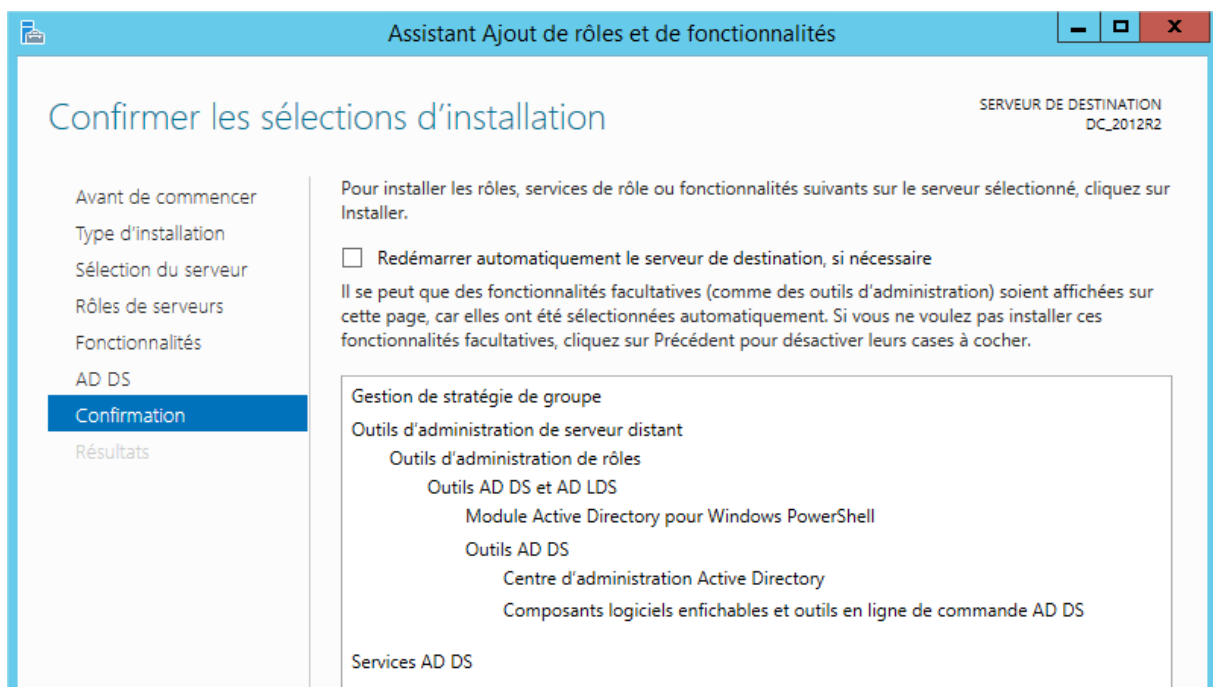 Assistant Ajout de rôles et de fonctionnalités
Confirmer les sélections d'installation
SERVEUR DE DESTINATION
DC_2012R2
Avant de commencer
Type d'installation
Sélection du serveur
Rôles de serveurs
Fonctionnalités
AD DS
Confirmation
Résultats
Pour installer les rôles, services de rôle ou fonctionnalités suivants sur le serveur sélectionné, cliquez sur
Installer.
Redémarrer automatiquement le serveur de destination, si nécessaire
Il se peut que des fonctionnalités facultatives (comme des outils d'administration) soient affichées sur
cette page, car elles ont été sélectionnées automatiquement. Si vous ne voulez pas installer ces
fonctionnalités facultatives, cliquez sur Précédent pour désactiver leurs cases à cocher.
Gestion de stratégie de groupe
Outils d'administration de serveur distant
Outils d'administration de rôles
Outils AD DS et AD LDS
Module Active Directory pour Windows PowerShell
Outils AD DS
Centre d'administration Active Directory
Composants logiciels enfichables et outils en ligne de commande AD DS
Services AD DS